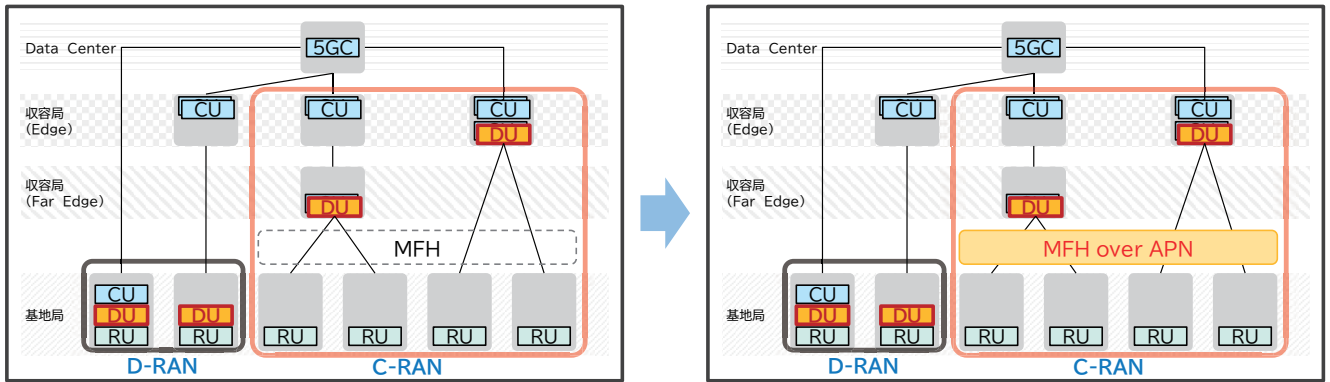 Data Center
5GC
収容局
(Edge)
CU
CU
CU
DU
収容局
(Far Edge)
DU
MFH
基地局
CU
DU
RU
DU
RU
RU
RU
RU
RU
D-RAN
C-RAN
Data Center
5GC
収容局
(Edge)
CU
CU
CU
DU
収容局
(Far Edge)
DU
MFH over APN
基地局
CU
DU
RU
DU
RU
RU
RU
RU
RU
D-RAN
C-RAN